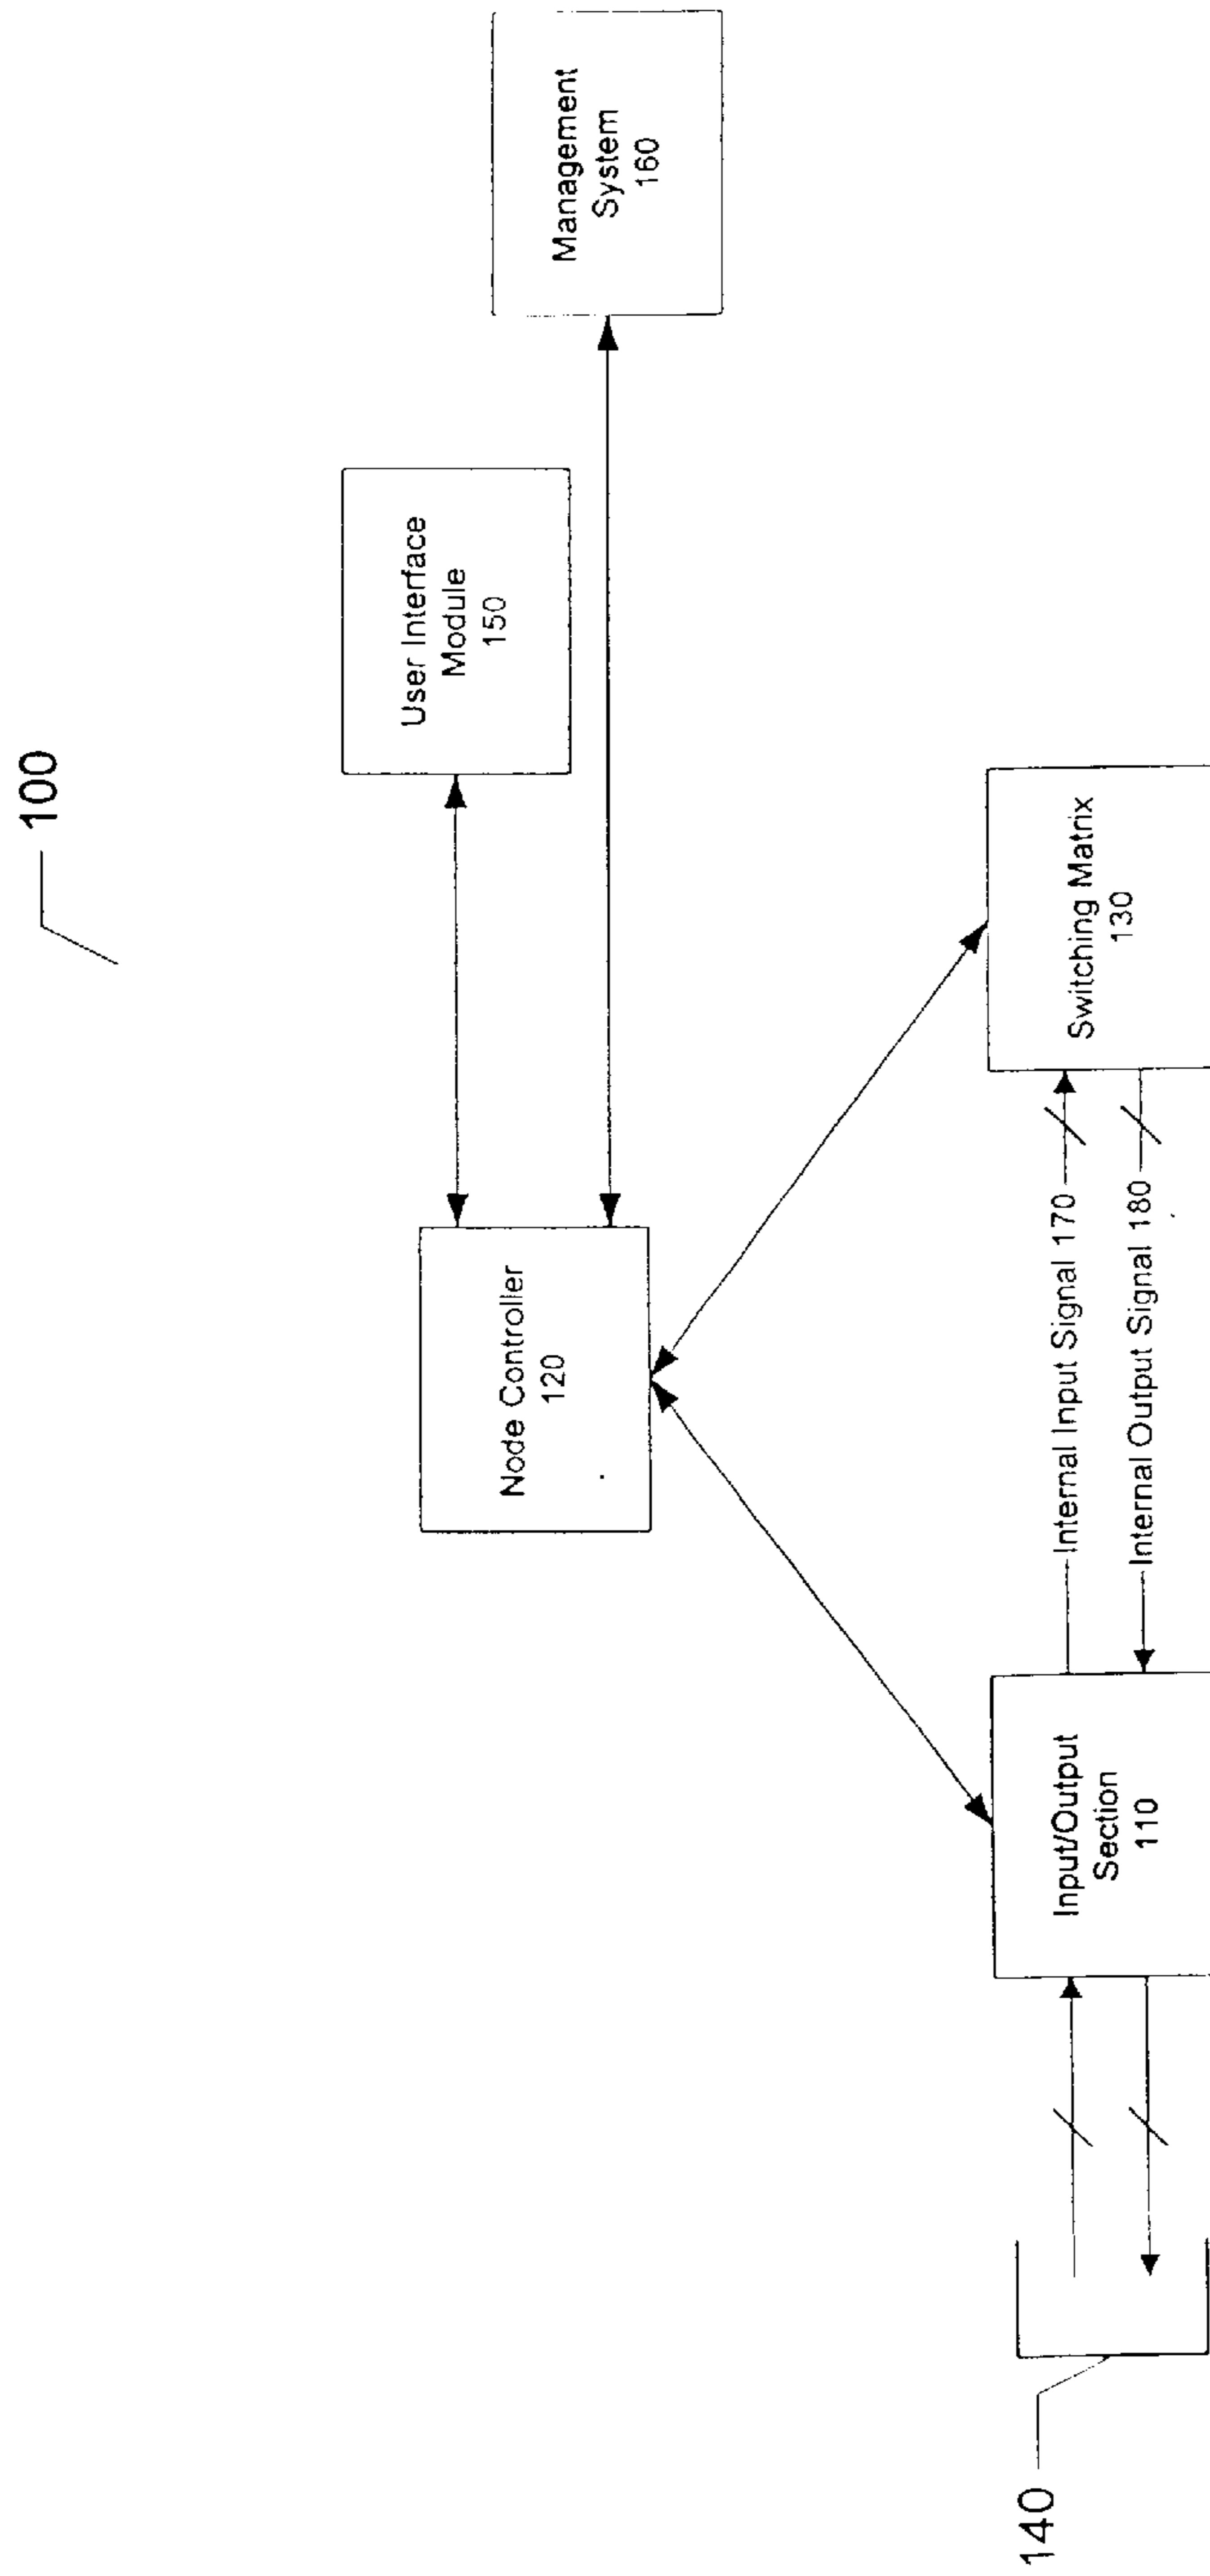 100
Management
System
160
User Interface
Module
150
Node Controller
120
Switching Matrix
130
Internal Input Signal 170
Internal Output Signal 180
Input/Output
Section
110
140